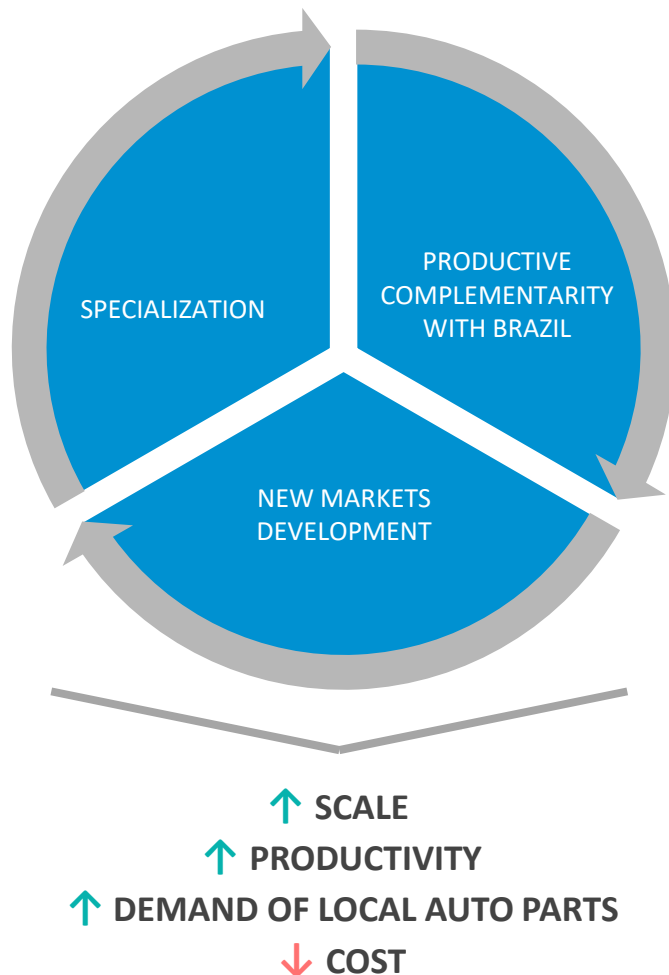 SPECIALIZATION
PRODUCTIVE
COMPLEMENTARITY
WITH BRAZIL
NEW MARKETS
DEVELOPMENT
↑ SCALE
↑ PRODUCTIVITY
↑ DEMAND OF LOCAL AUTO PARTS
↓ COST